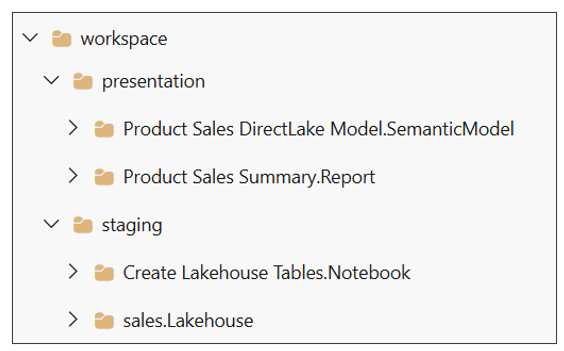 workspace
presentation
Product Sales DirectLake Model.SemanticModel
Product Sales Summary.Report
staging
Create Lakehouse Tables.Notebook
sales.Lakehouse